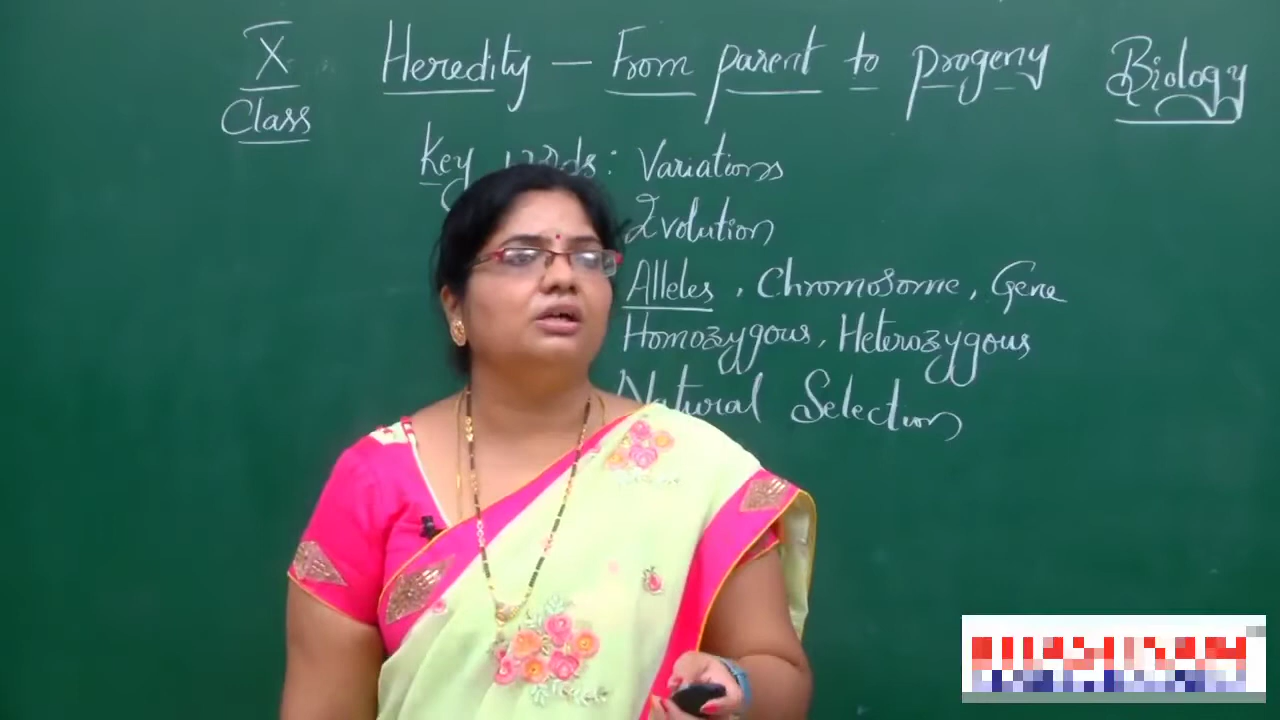 X Class
Heredity – From parent to progeny
Biology
Key words: Variations
Evolution
Alleles, Chromosome, Gene
Homozygous, Heterozygous
Natural Selection